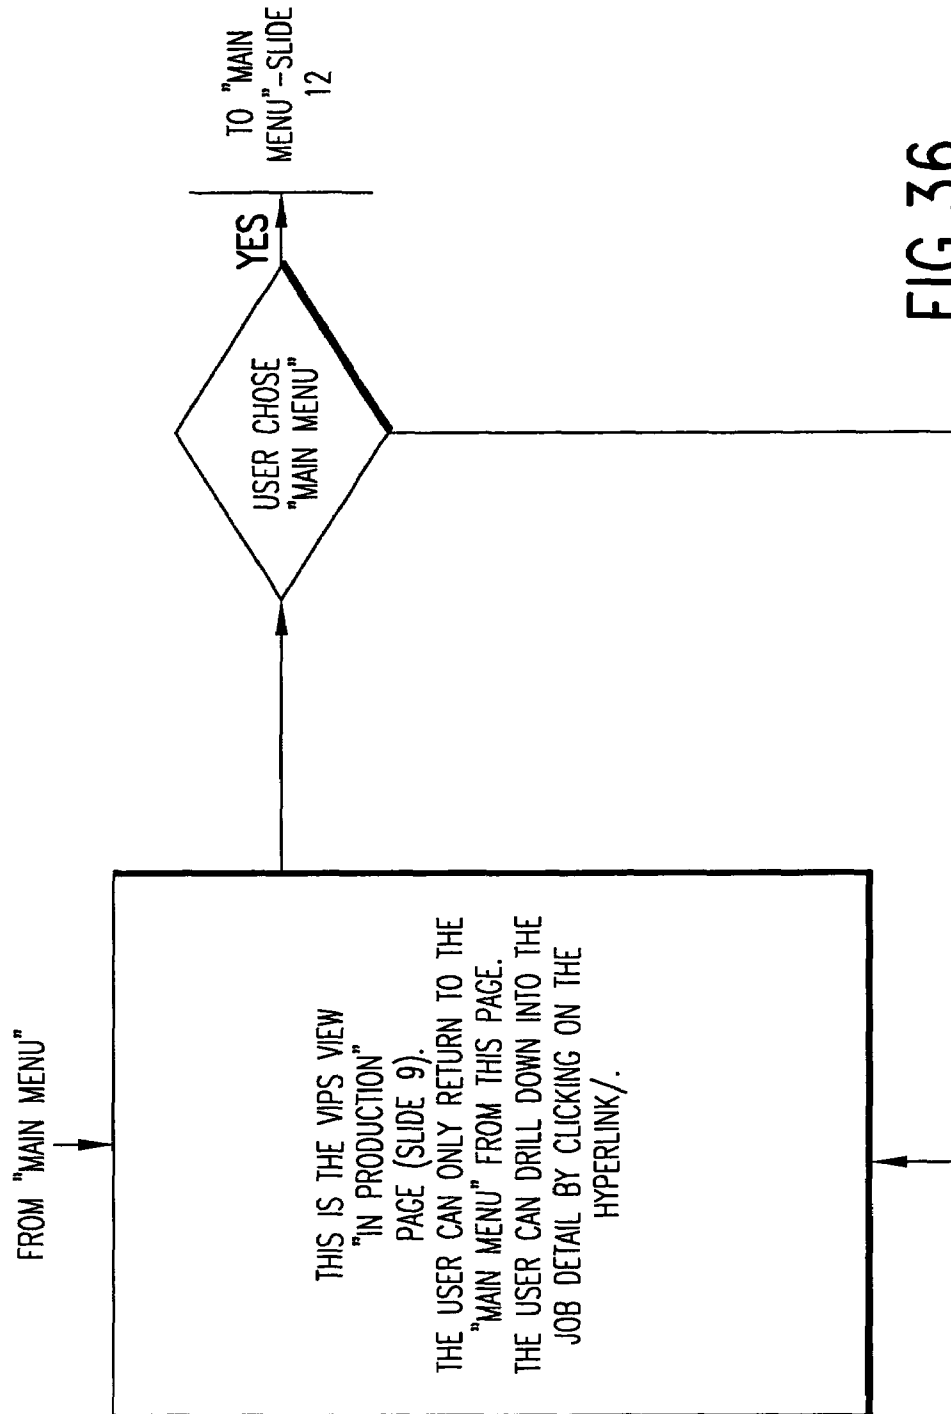 FROM "MAIN MENU"
THIS IS THE VIPS VIEW
"IN PRODUCTION"
PAGE (SLIDE 9).
THE USER CAN ONLY RETURN TO THE
"MAIN MENU" FROM THIS PAGE.
THE USER CAN DRILL DOWN INTO THE
JOB DETAIL BY CLICKING ON THE
HYPERLINK/.
USER CHOSE
"MAIN MENU"
YES
TO "MAIN
MENU"-SLIDE
12
FIG.36